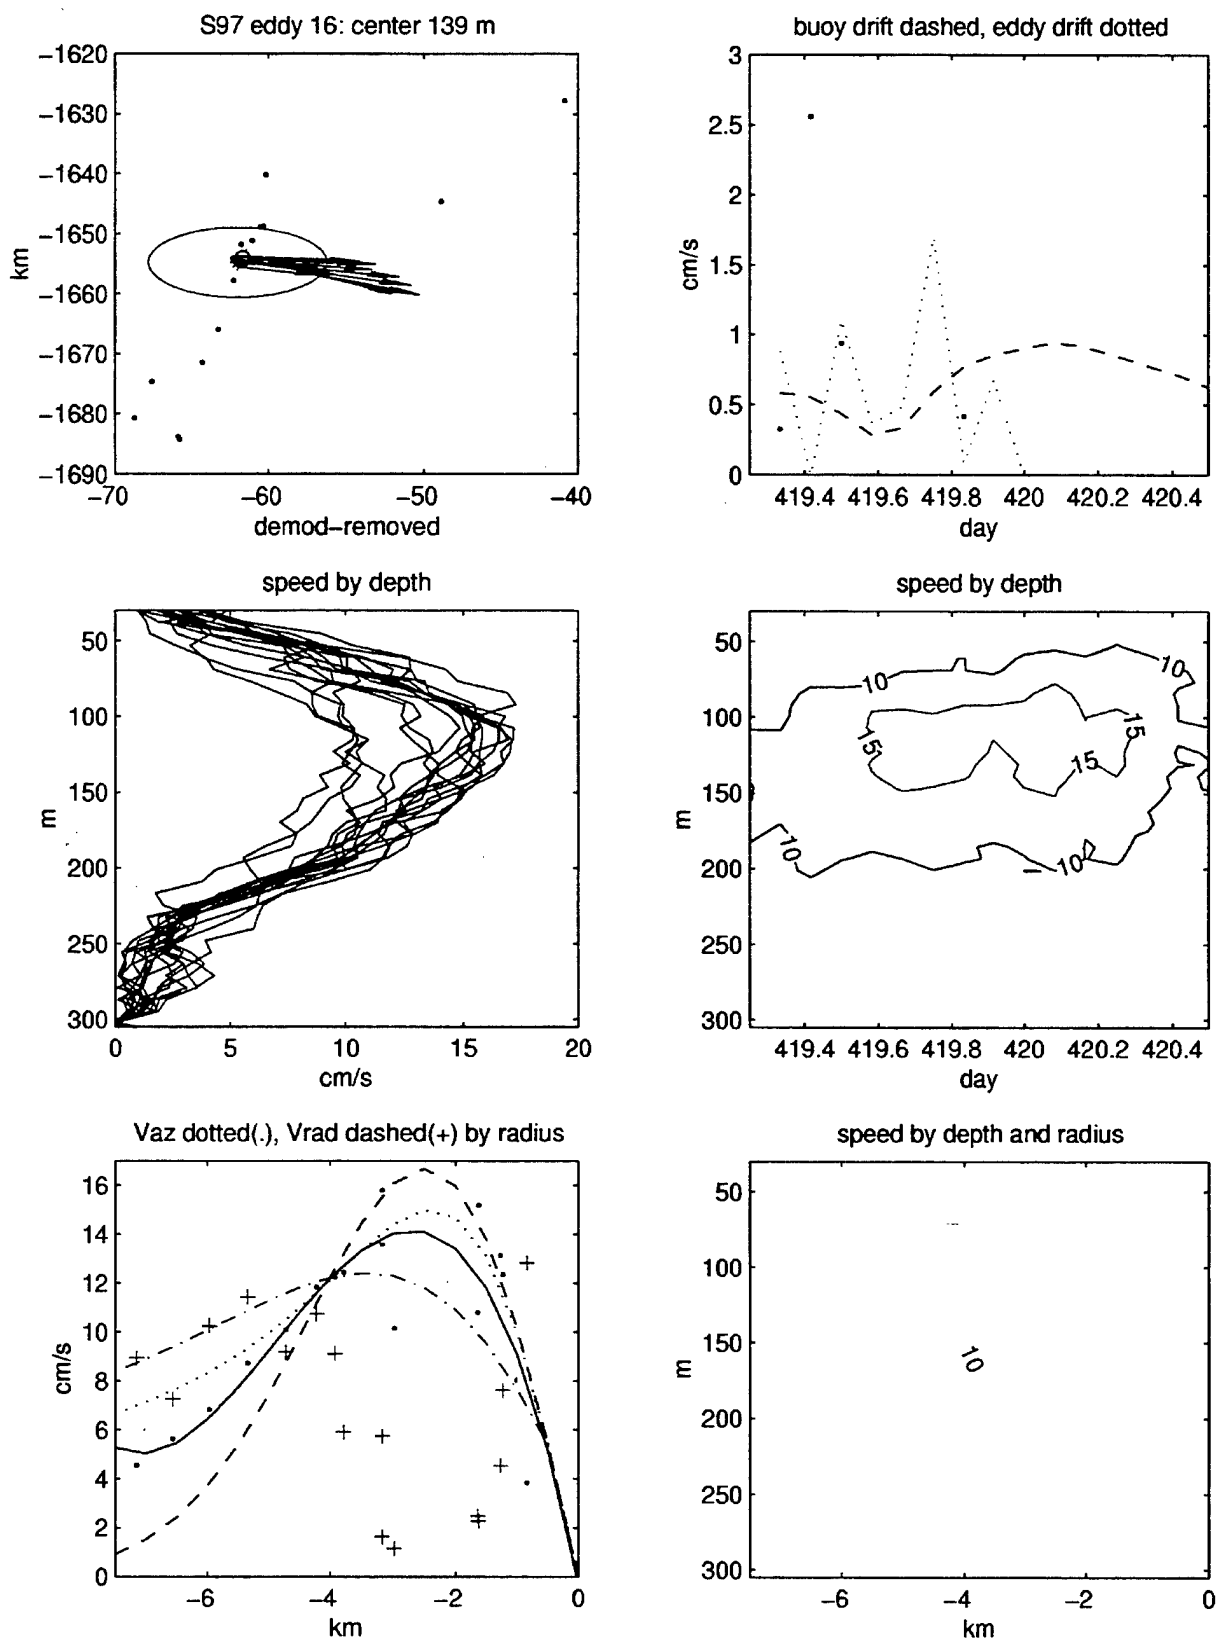 S97 eddy 16: center 139 m
−1620
−1630
−1640
−1650
−1660
−1670
−1680
−1690
km
−70 −60 −50 −40
demod−removed
buoy drift dashed, eddy drift dotted
3
2.5
2
1.5
1
0.5
0
cm/s
419.4 419.6 419.8 420 420.2 420.4
day
speed by depth
50
100
150
200
250
300
m
0 5 10 15 20
cm/s
speed by depth
50
100
150
200
250
300
m
10
10
15
15
15
10
10
419.4 419.6 419.8 420 420.2 420.4
day
Vaz dotted(.), Vrad dashed(+) by radius
16
14
12
10
8
6
4
2
0
cm/s
−6 −4 −2 0
km
speed by depth and radius
50
100
150
200
250
300
m
10
−6 −4 −2 0
km